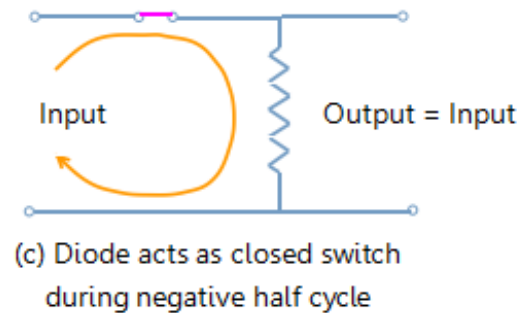 Input
Output = Input
(c) Diode acts as closed switch
during negative half cycle